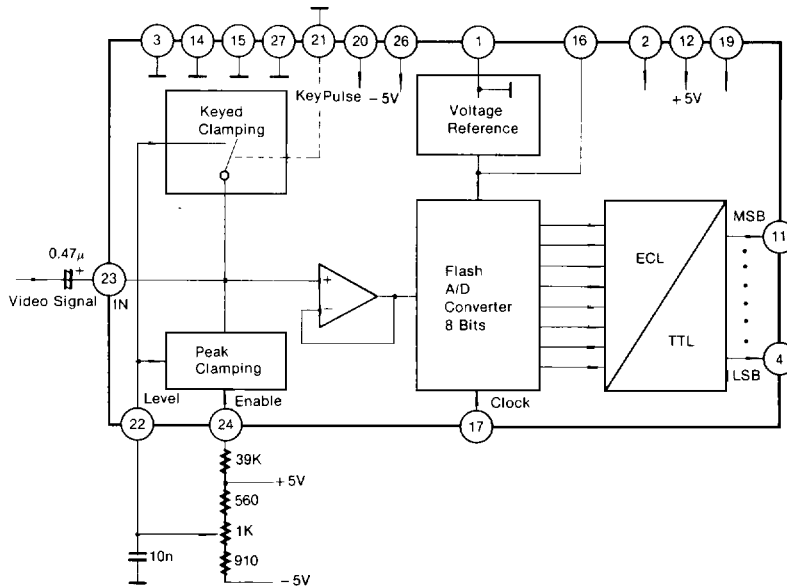 3 14 15 27 21 20 26 1 16 2 12 19
KeyPulse
-5V
+5V
Keyed
Clamping
Voltage
Reference
0.47μ
+
23
Video Signal
IN
+
−
Flash
A/D
Converter
8 Bits
ECL
TTL
MSB
11
LSB
4
Peak
Clamping
Level
Enable
Clock
22
24
17
39K
+5V
560
1K
910
10n
-5V